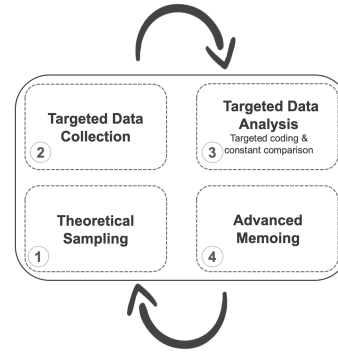 Targeted Data
Collection
2
Targeted Data
Analysis
Targeted coding &
constant comparison
3
Theoretical
Sampling
1
Advanced
Memoing
4